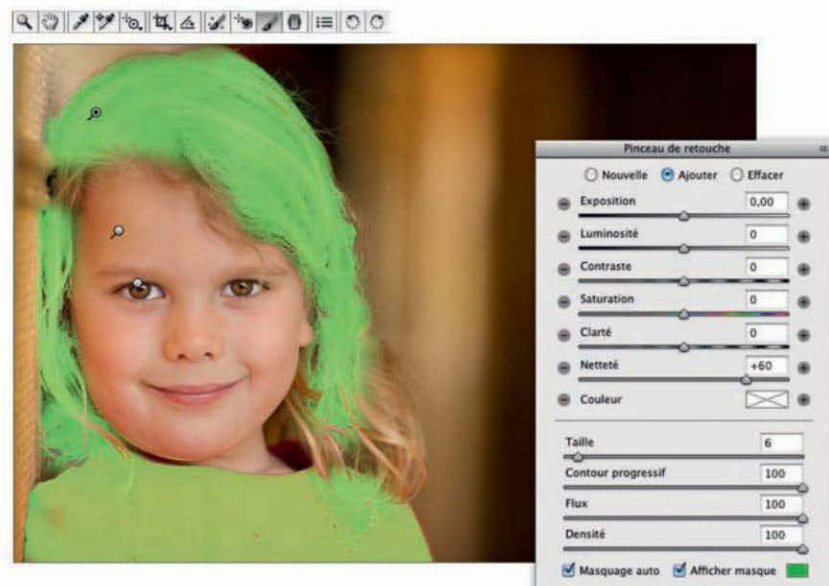 Pinceau de retouche
Nouvelle Ajouter Effacer
Exposition 0,00
Luminosité 0
Contraste 0
Saturation 0
Clarté 0
Netteté +60
Couleur
Taille 6
Contour progressif 100
Flux 100
Densité 100
Masquage auto Afficher masque